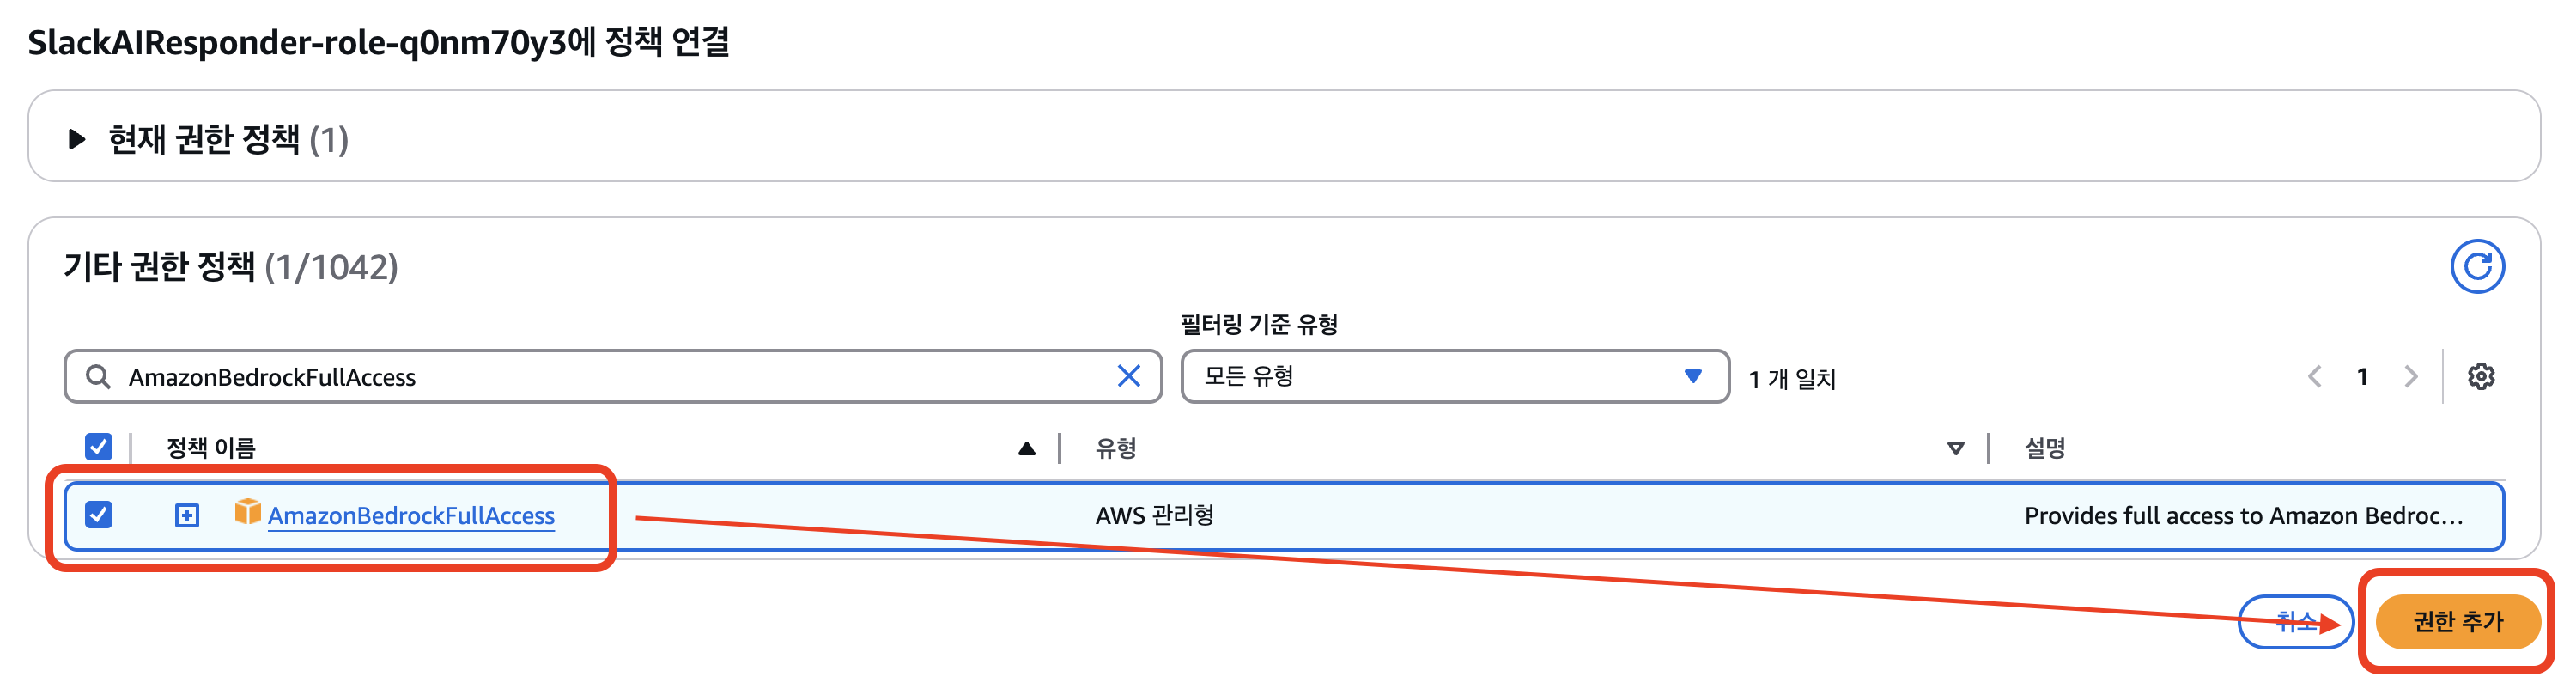 SlackAIResponder-role-q0nm70y3에 정책 연결
현재 권한 정책 (1)
기타 권한 정책 (1/1042)
필터링 기준 유형
AmazonBedrockFullAccess
모든 유형
1 개 일치
1
정책 이름
유형
설명
AmazonBedrockFullAccess
AWS 관리형
Provides full access to Amazon Bedroc...
취소
권한 추가